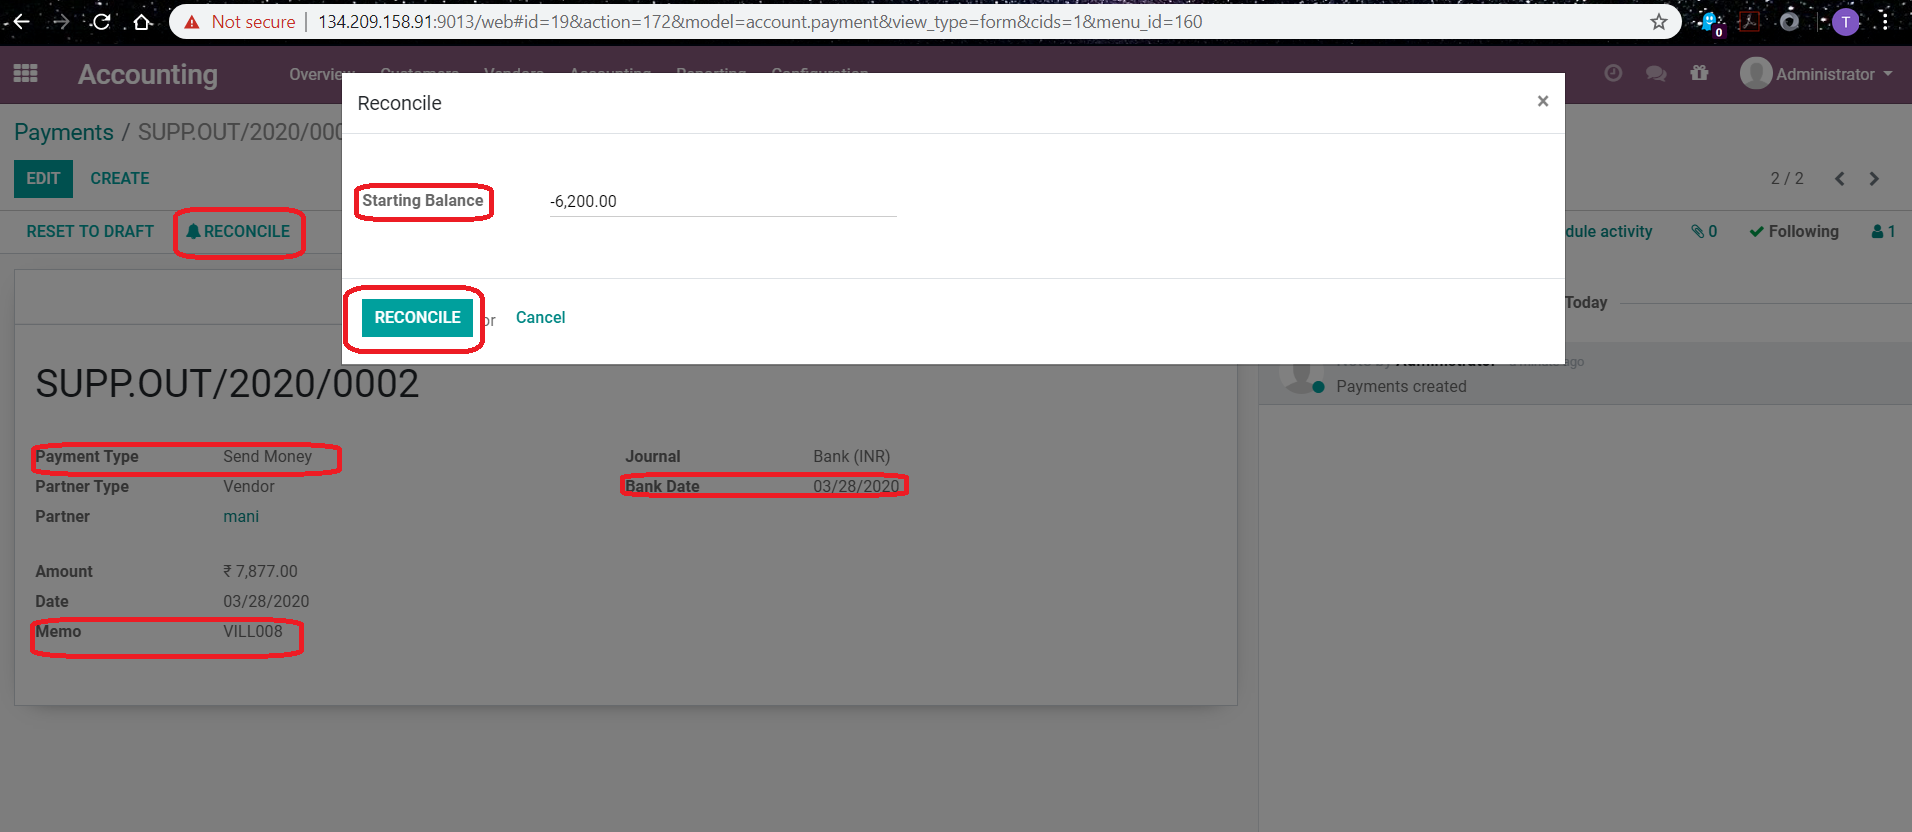 Not secure | 134.209.158.91:9013/web#id=19&action=172&model=account.payment&view_type=form&cids=1&menu_id=160
0
T
Accounting Overview Customers Vendors Accounting Reporting Configuration
Administrator
Payments / SUPP.OUT/2020/000
Reconcile
×
EDIT CREATE
2 / 2
Starting Balance -6,200.00
RESET TO DRAFT RECONCILE
dule activity 0 Following 1
RECONCILE or Cancel
Today
SUPP.OUT/2020/0002
Administrator ago
Payments created
Payment Type Send Money
Journal Bank (INR)
Partner Type Vendor
Bank Date 03/28/2020
Partner mani
Amount ₹ 7,877.00
Date 03/28/2020
Memo VILL008